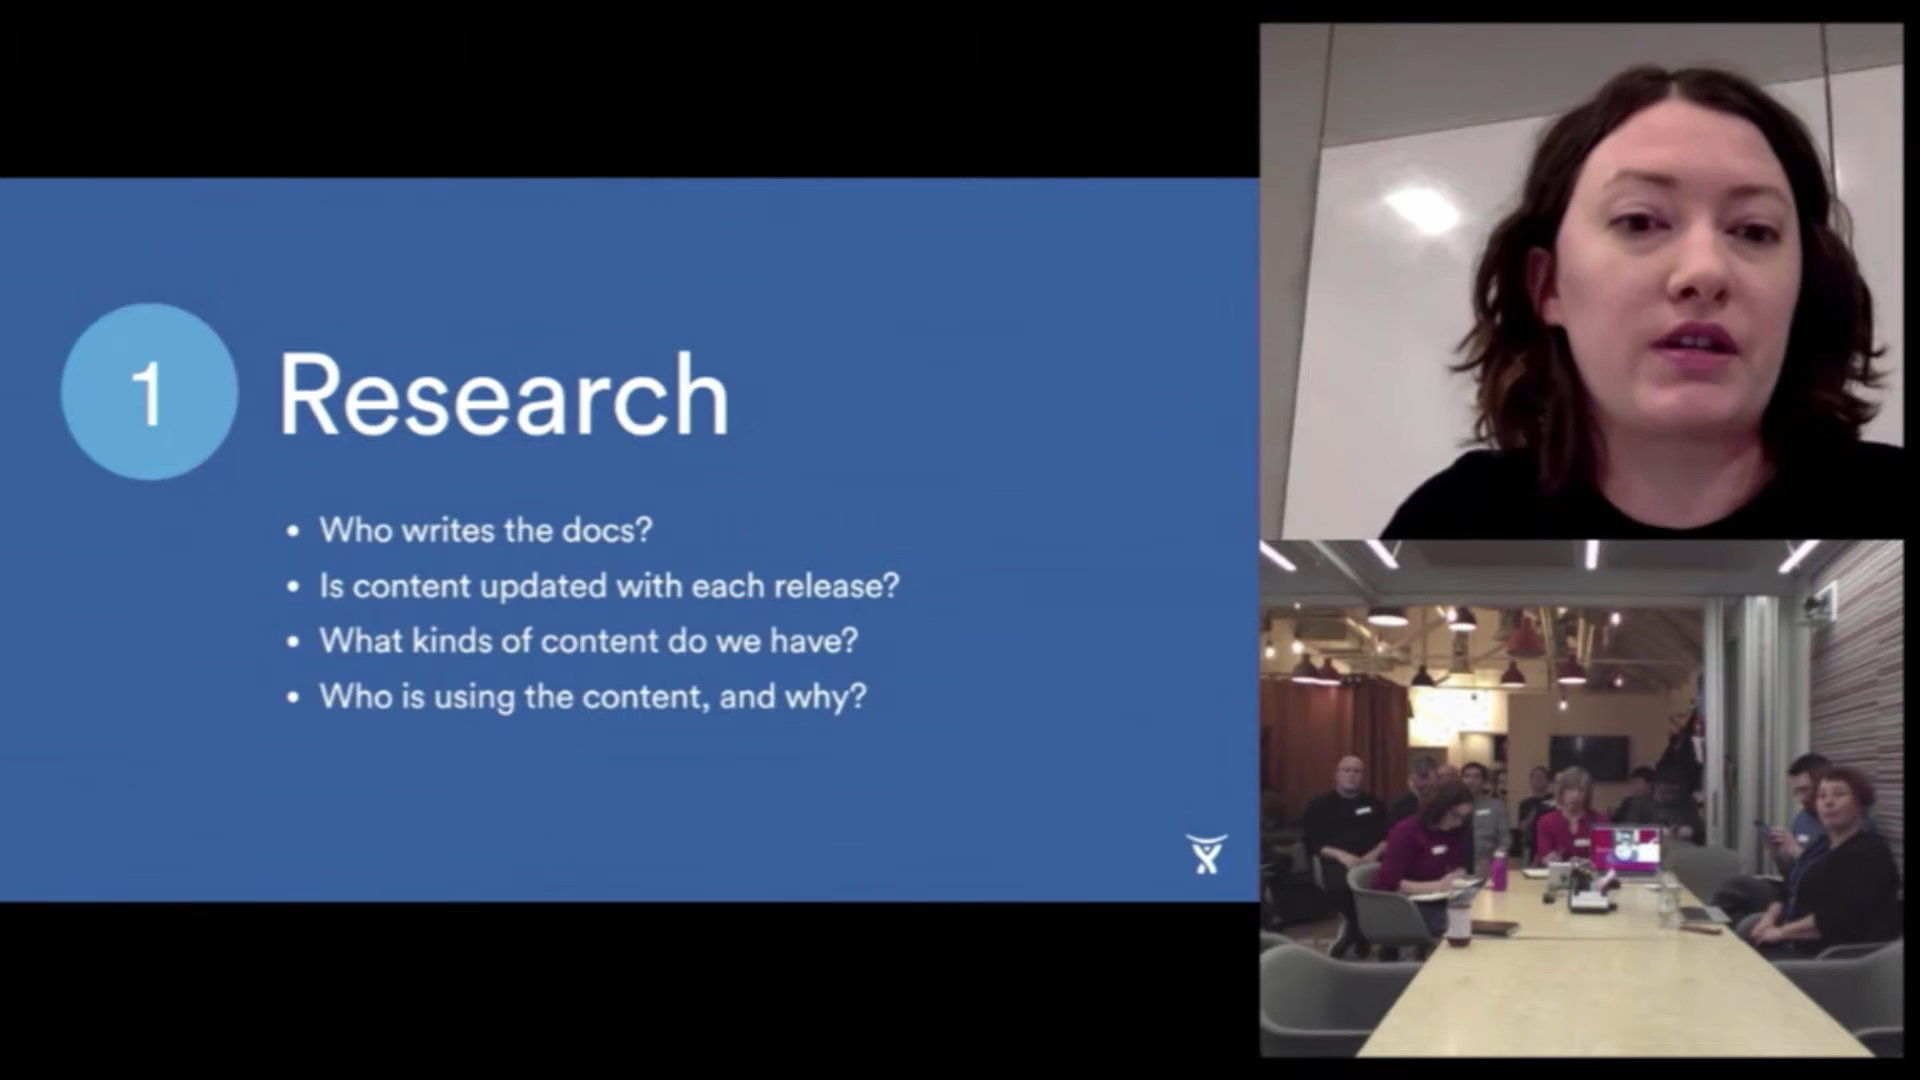 1
Research
• Who writes the docs?
• Is content updated with each release?
• What kinds of content do we have?
• Who is using the content, and why?